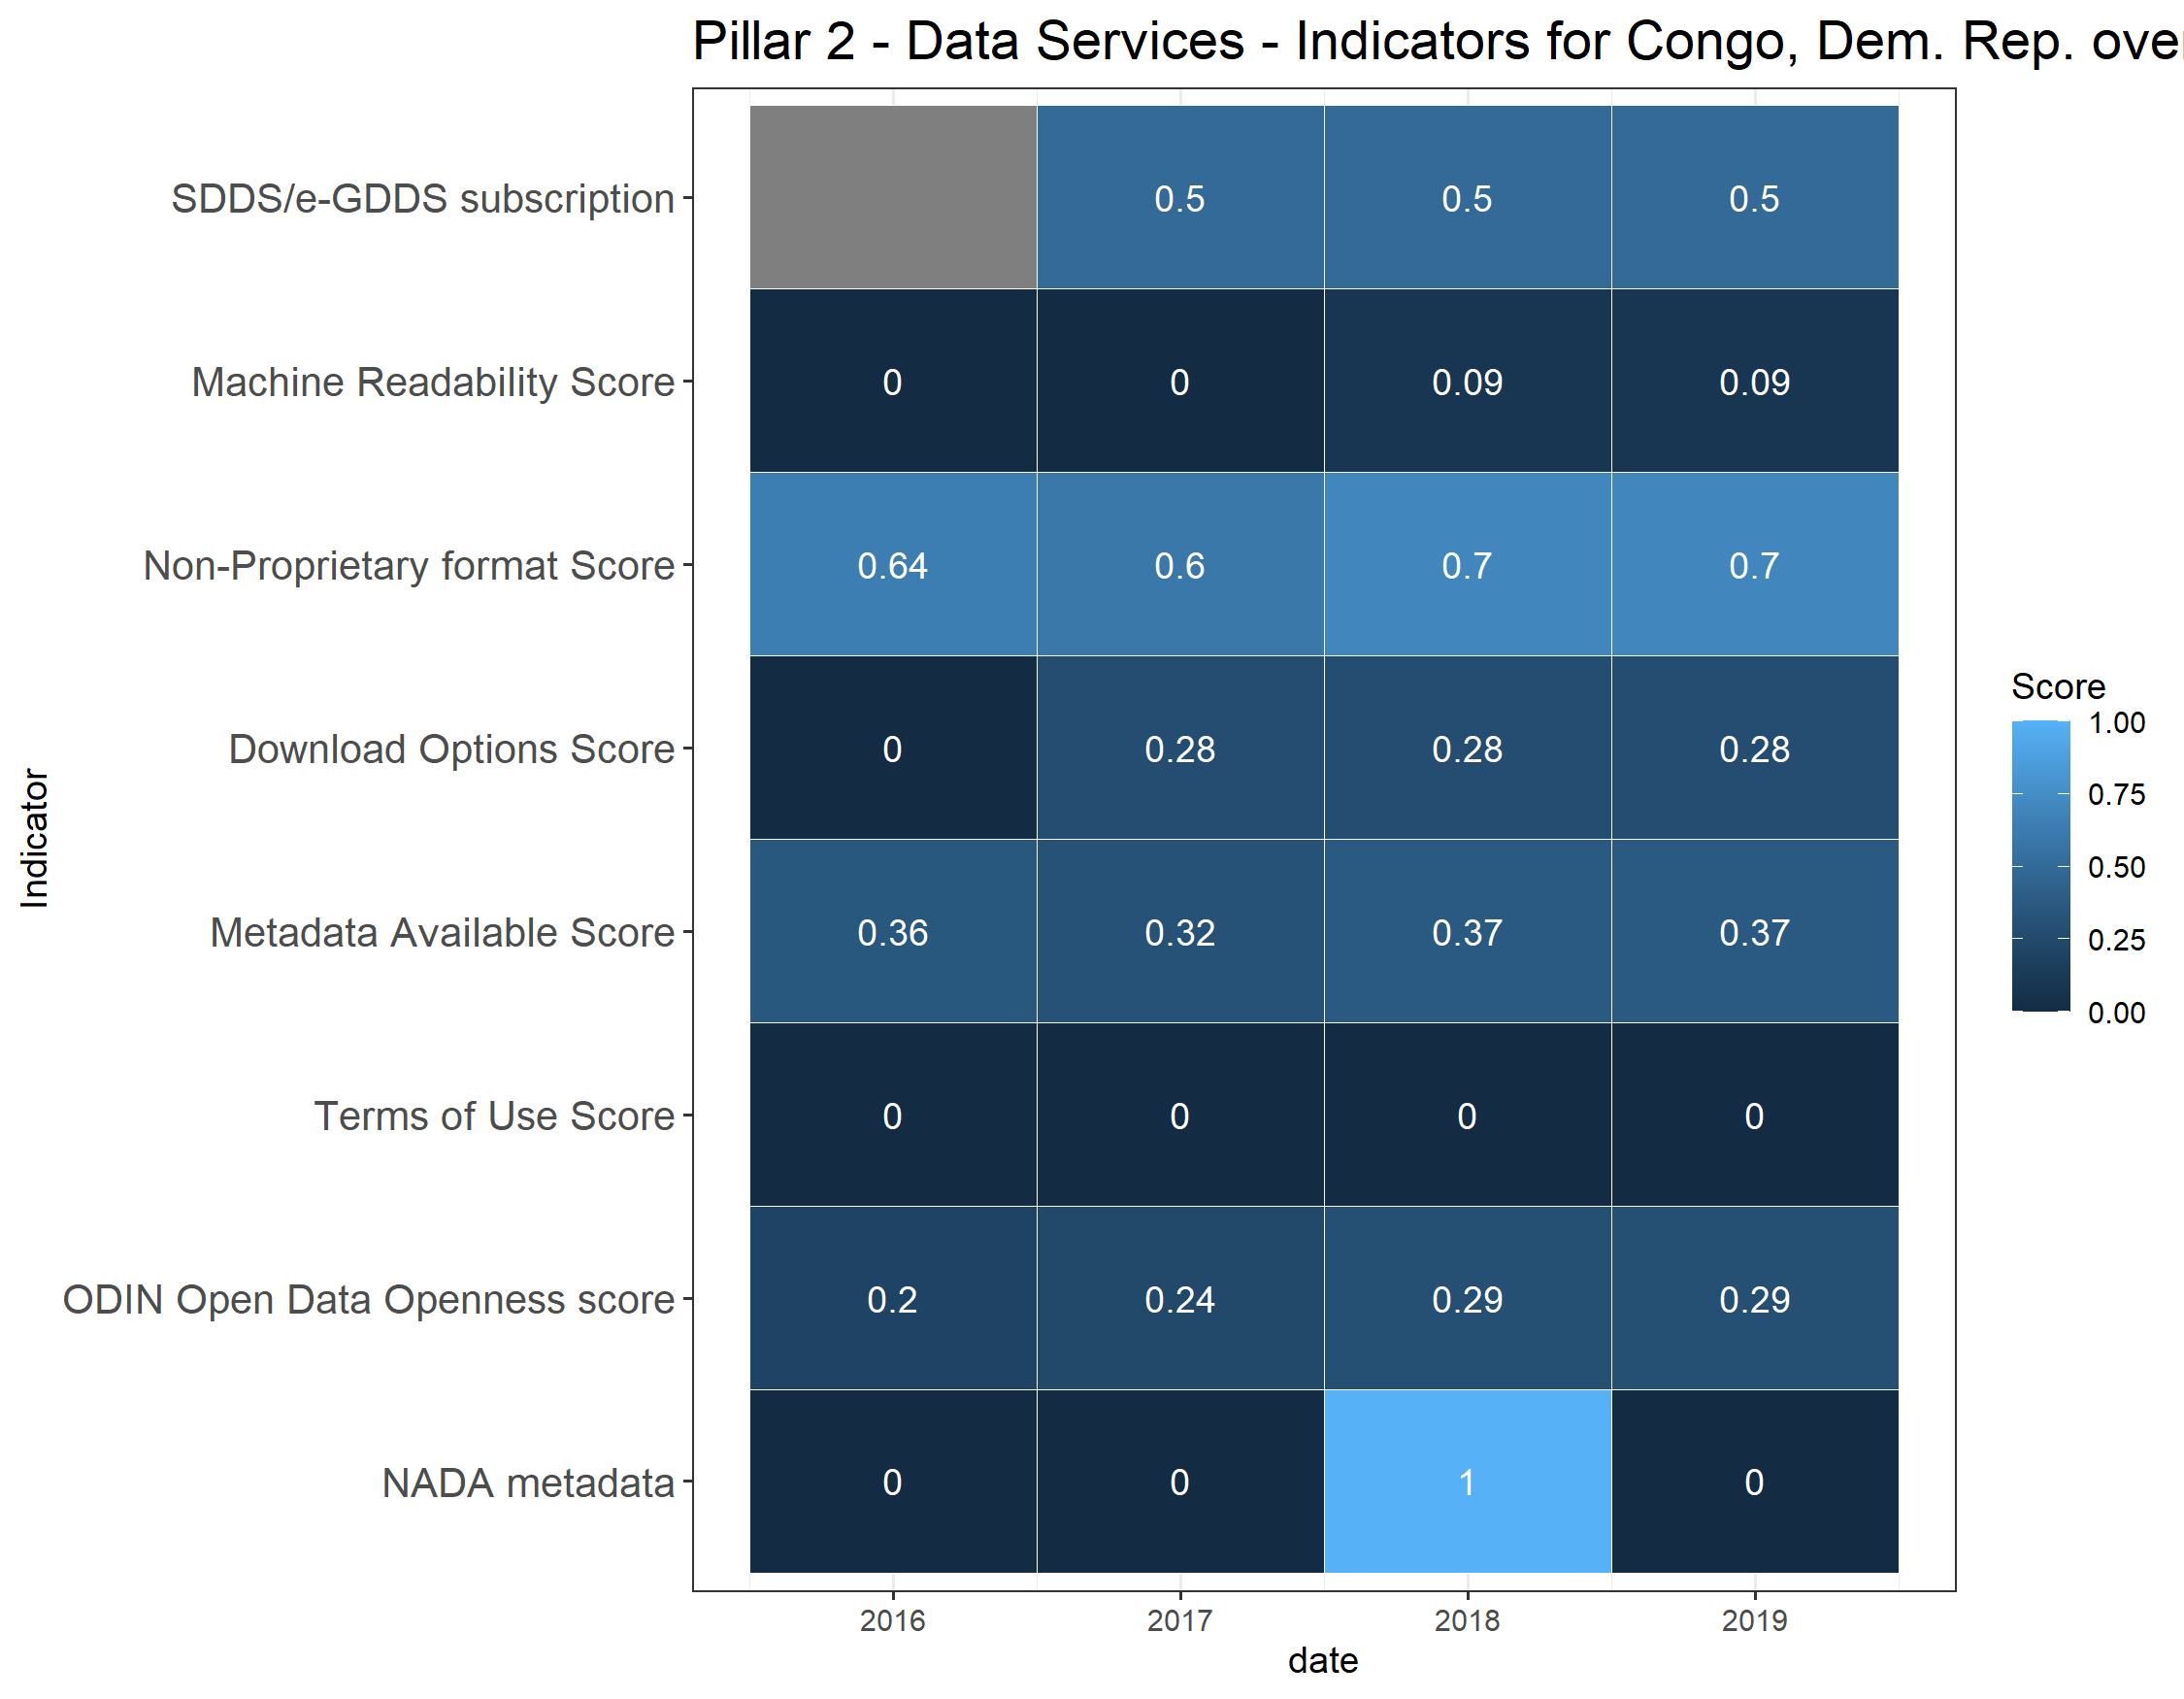 Pillar 2 - Data Services - Indicators for Congo, Dem. Rep. over
SDDS/e-GDDS subscription 0.5 0.5 0.5
Machine Readability Score 0 0 0.09 0.09
Non-Proprietary format Score 0.64 0.6 0.7 0.7
Download Options Score 0 0.28 0.28 0.28
Metadata Available Score 0.36 0.32 0.37 0.37
Terms of Use Score 0 0 0 0
ODIN Open Data Openness score 0.2 0.24 0.29 0.29
NADA metadata 0 0 1 0
2016 2017 2018 2019
date
Indicator
Score
1.00
0.75
0.50
0.25
0.00